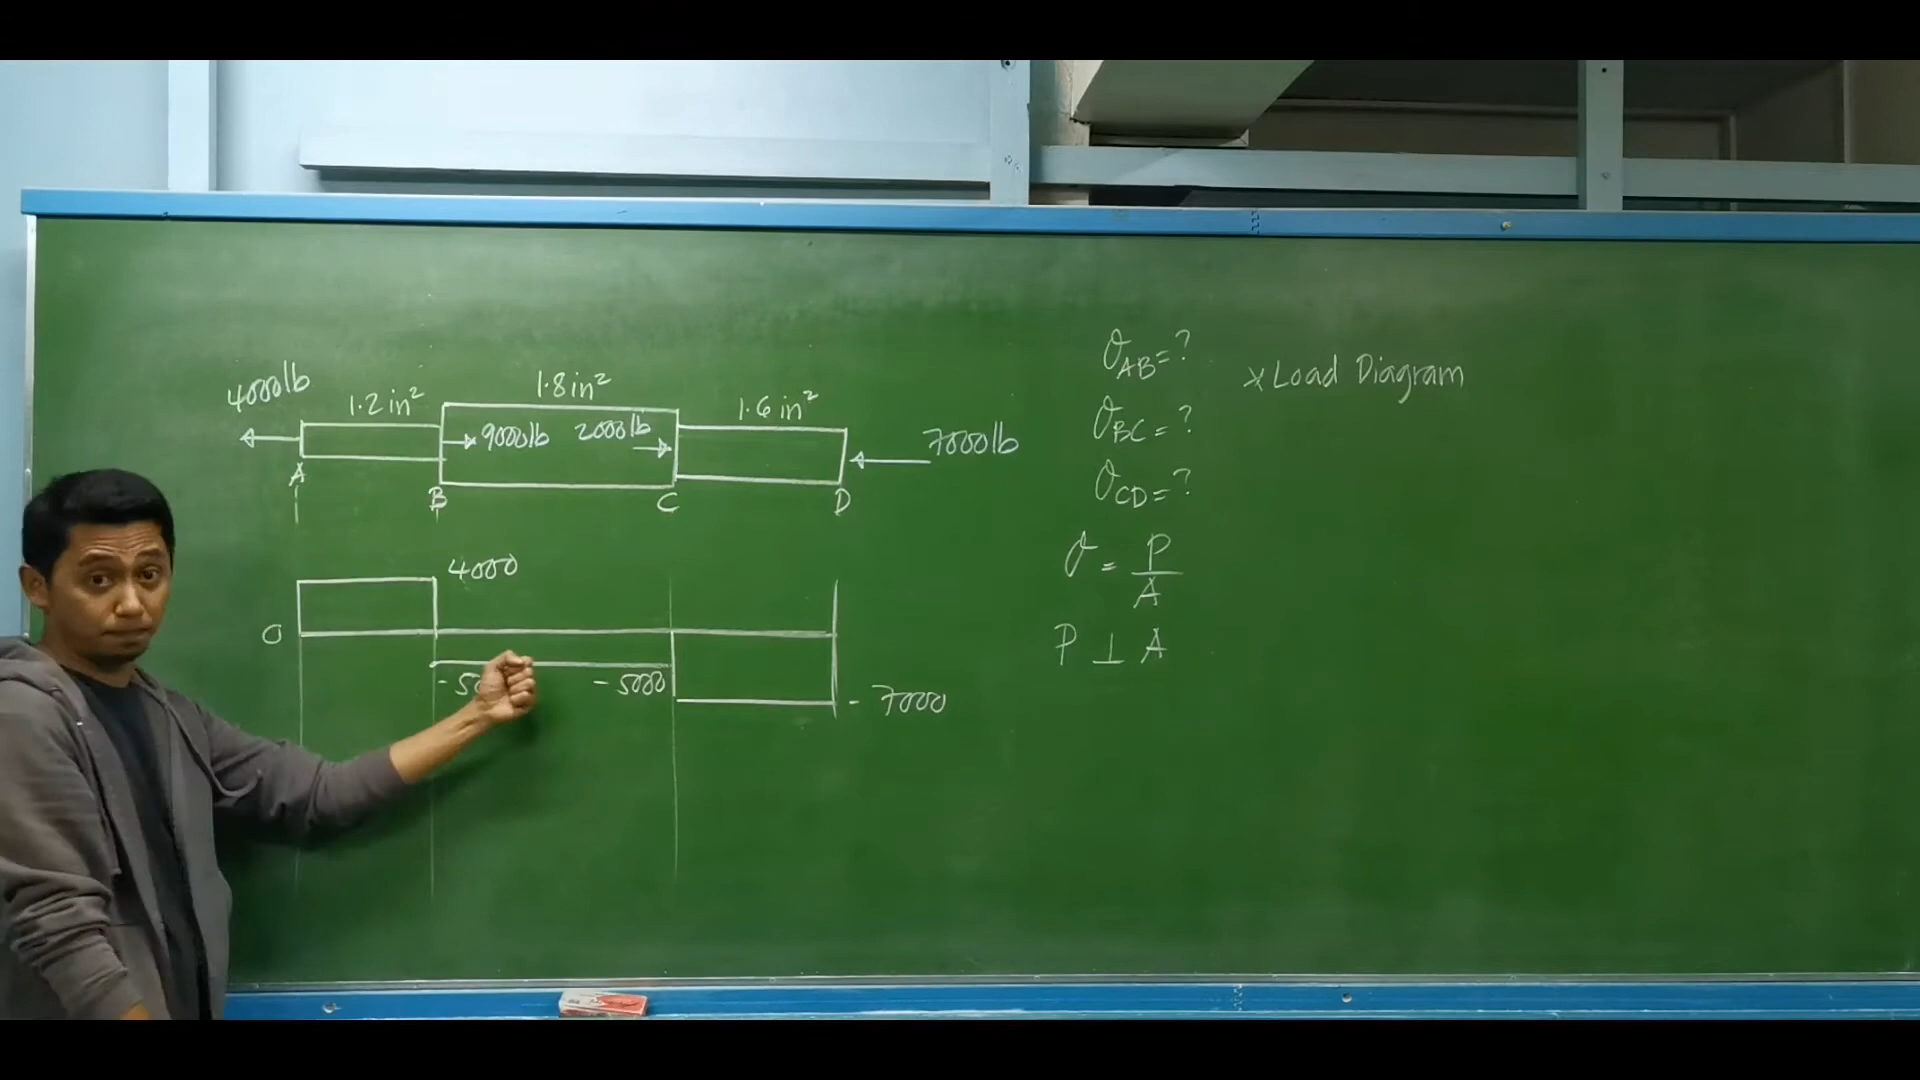 4000lb
1.2 in²
1.8 in²
1.6 in²
9000lb
2000lb
7000lb
A
B
C
D
4000
0
-5000
-7000
σAB = ?
σBC = ?
σCD = ?
σ = P/A
P ⊥ A
*Load Diagram